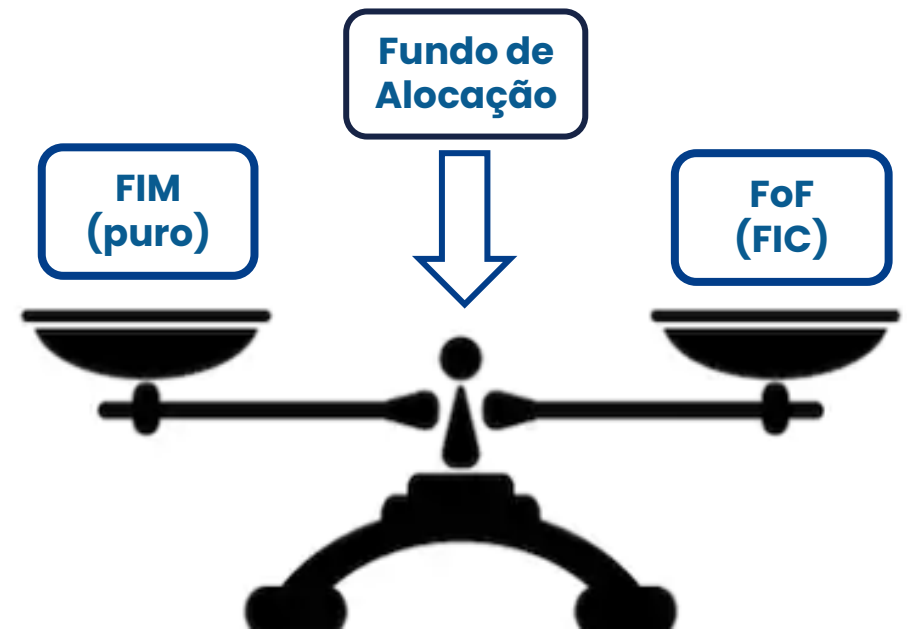 Fundo de
Alocação
FIM
(puro)
FoF
(FIC)